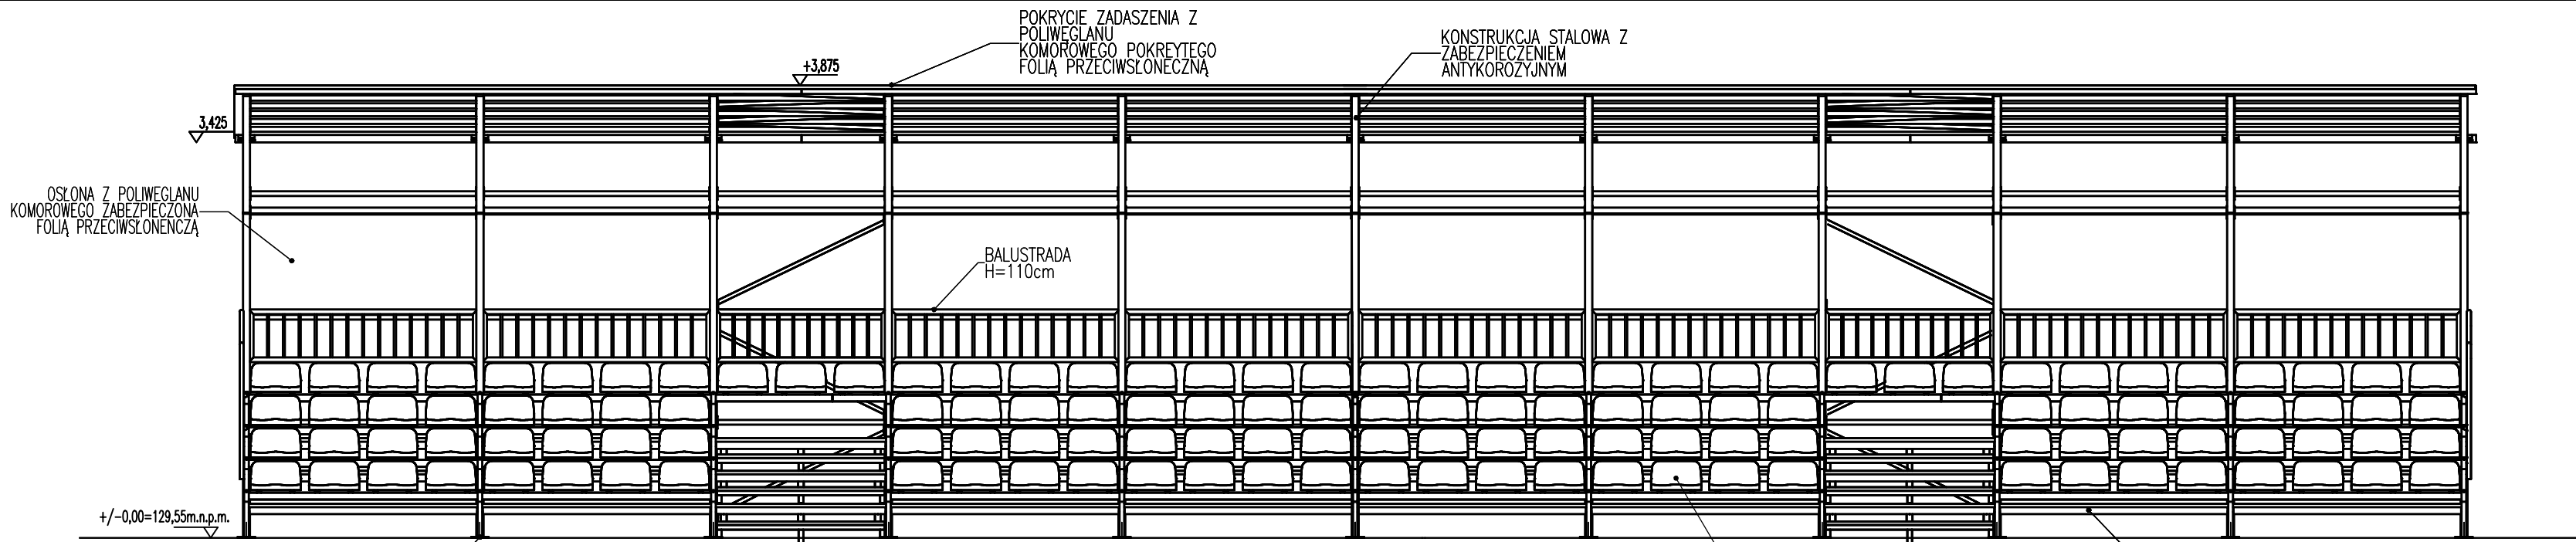 POKRYCIE ZADASZENIA Z
POLIWĘGLANU
KOMOROWEGO POKREYTEGO
FOLIĄ PRZECIWSŁONECZNĄ
KONSTRUKCJA STALOWA Z
ZABEZPIECZENIEM
ANTYKOROZYJNYM
+3,875
3,425
OSŁONA Z POLIWEGLANU
KOMOROWEGO ZABEZPIECZONA
FOLIĄ PRZECIWSŁONENCZĄ
BALUSTRADA
H=110cm
+/-0,00=129,55m.n.p.m.